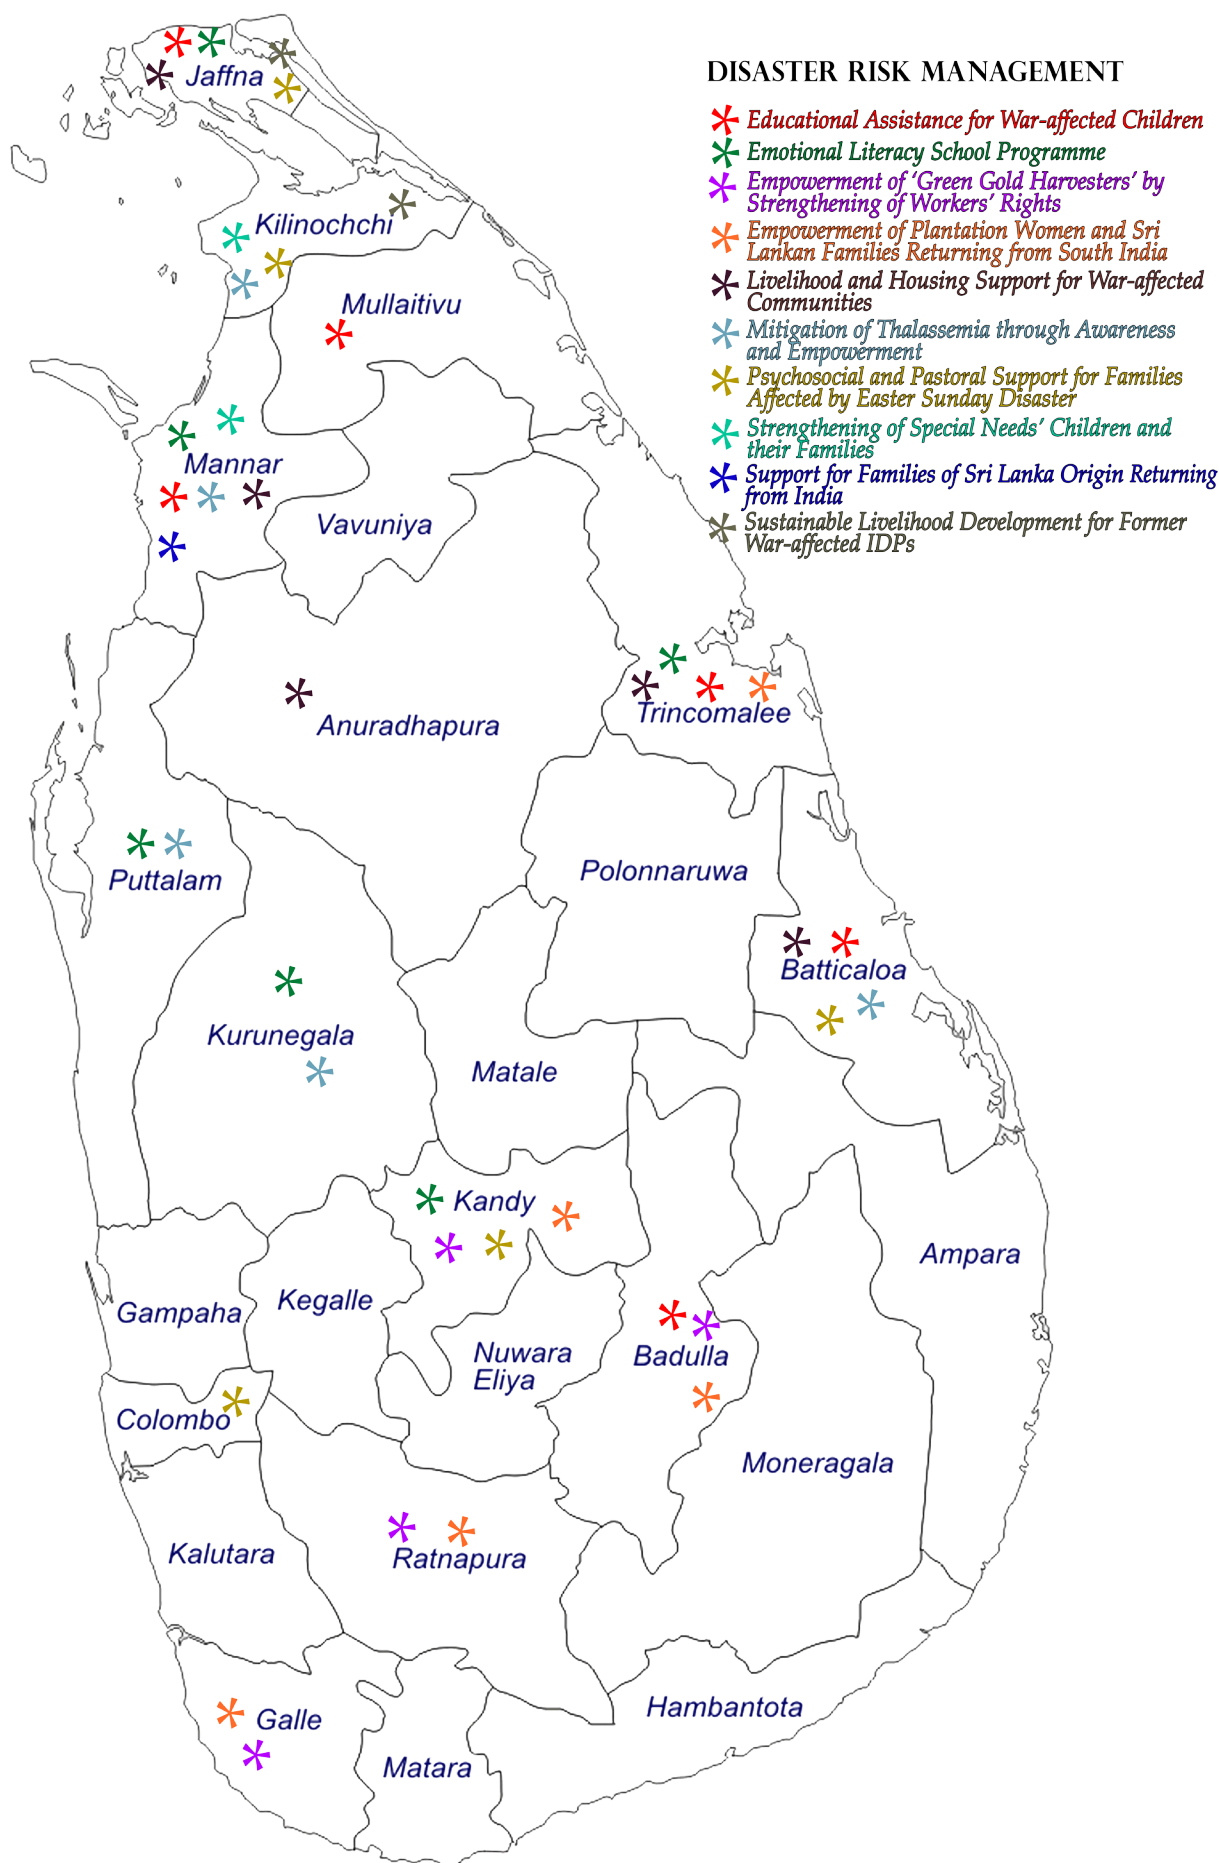 DISASTER RISK MANAGEMENT
Educational Assistance for War-affected Children
Emotional Literacy School Programme
Empowerment of ‘Green Gold Harvesters’ by
Strengthening of Workers’ Rights
Empowerment of Plantation Women and Sri
Lankan Families Returning from South India
Livelihood and Housing Support for War-affected
Communities
Mitigation of Thalassemia through Awareness
and Empowerment
Psychosocial and Pastoral Support for Families
Affected by Easter Sunday Disaster
Strengthening of Special Needs’ Children and
their Families
Support for Families of Sri Lanka Origin Returning
from India
Sustainable Livelihood Development for Former
War-affected IDPs
Jaffna
Kilinochchi
Mullaitivu
Mannar
Vavuniya
Anuradhapura
Trincomalee
Puttalam
Polonnaruwa
Batticaloa
Kurunegala
Matale
Kandy
Ampara
Gampaha
Kegalle
Nuwara
Eliya
Badulla
Colombo
Moneragala
Kalutara
Ratnapura
Galle
Hambantota
Matara